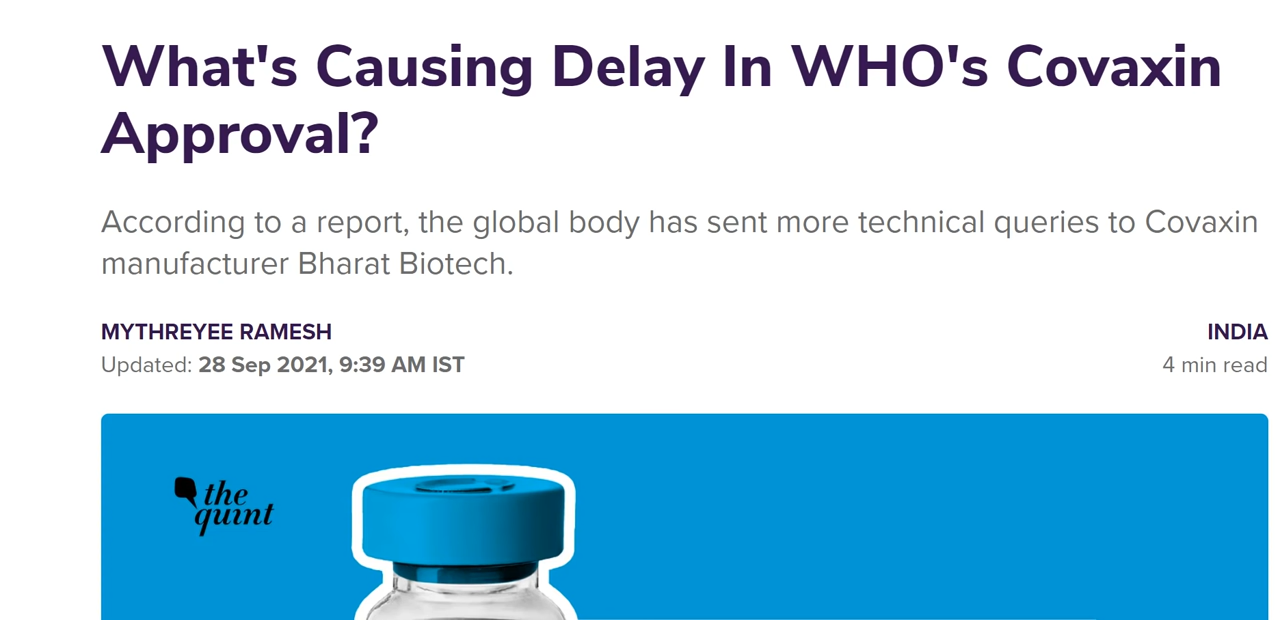 What's Causing Delay In WHO's Covaxin
Approval?
According to a report, the global body has sent more technical queries to Covaxin
manufacturer Bharat Biotech.
MYTHREYEE RAMESH
INDIA
Updated: 28 Sep 2021, 9:39 AM IST
4 min read
the
quint